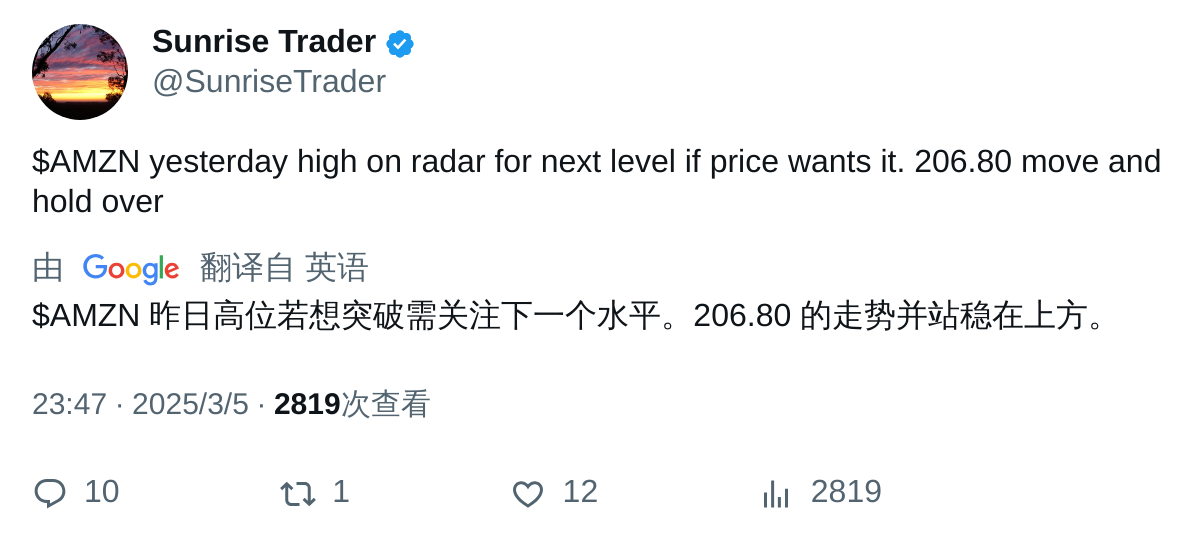 Sunrise Trader
@SunriseTrader
$AMZN yesterday high on radar for next level if price wants it. 206.80 move and
hold over
由 Google 翻译自 英语
$AMZN 昨日高位若想突破需关注下一个水平。206.80 的走势并站稳在上方。
23:47 · 2025/3/5 · 2819次查看
10 1 12 2819